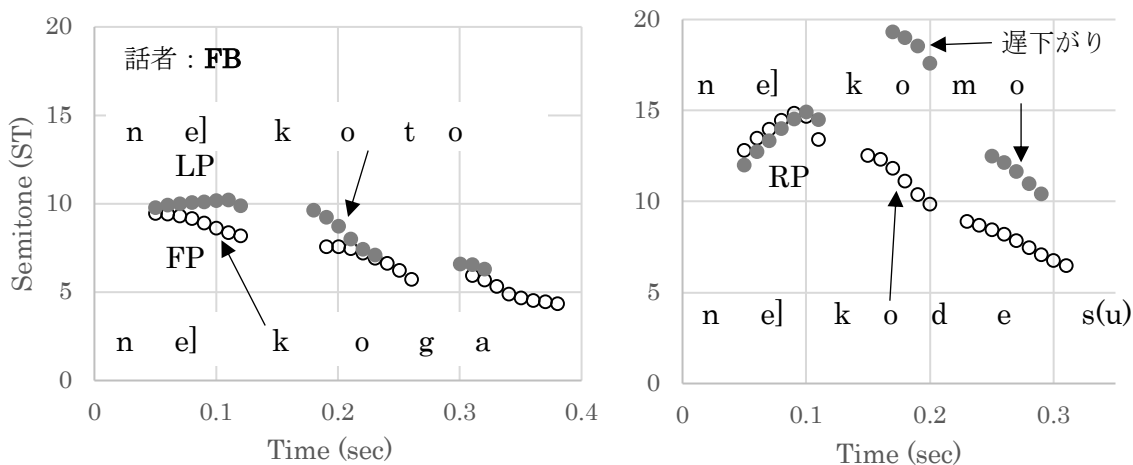 20
15
10
5
0
Semitone (ST)
話者：FB
n e] k o t o
LP
FP
n e] k o g a
0 0.1 0.2 0.3 0.4
Time (sec)
20
15
10
5
0
遅下がり
n e] k o m o
RP
n e] k o d e s(u)
0 0.1 0.2 0.3
Time (sec)